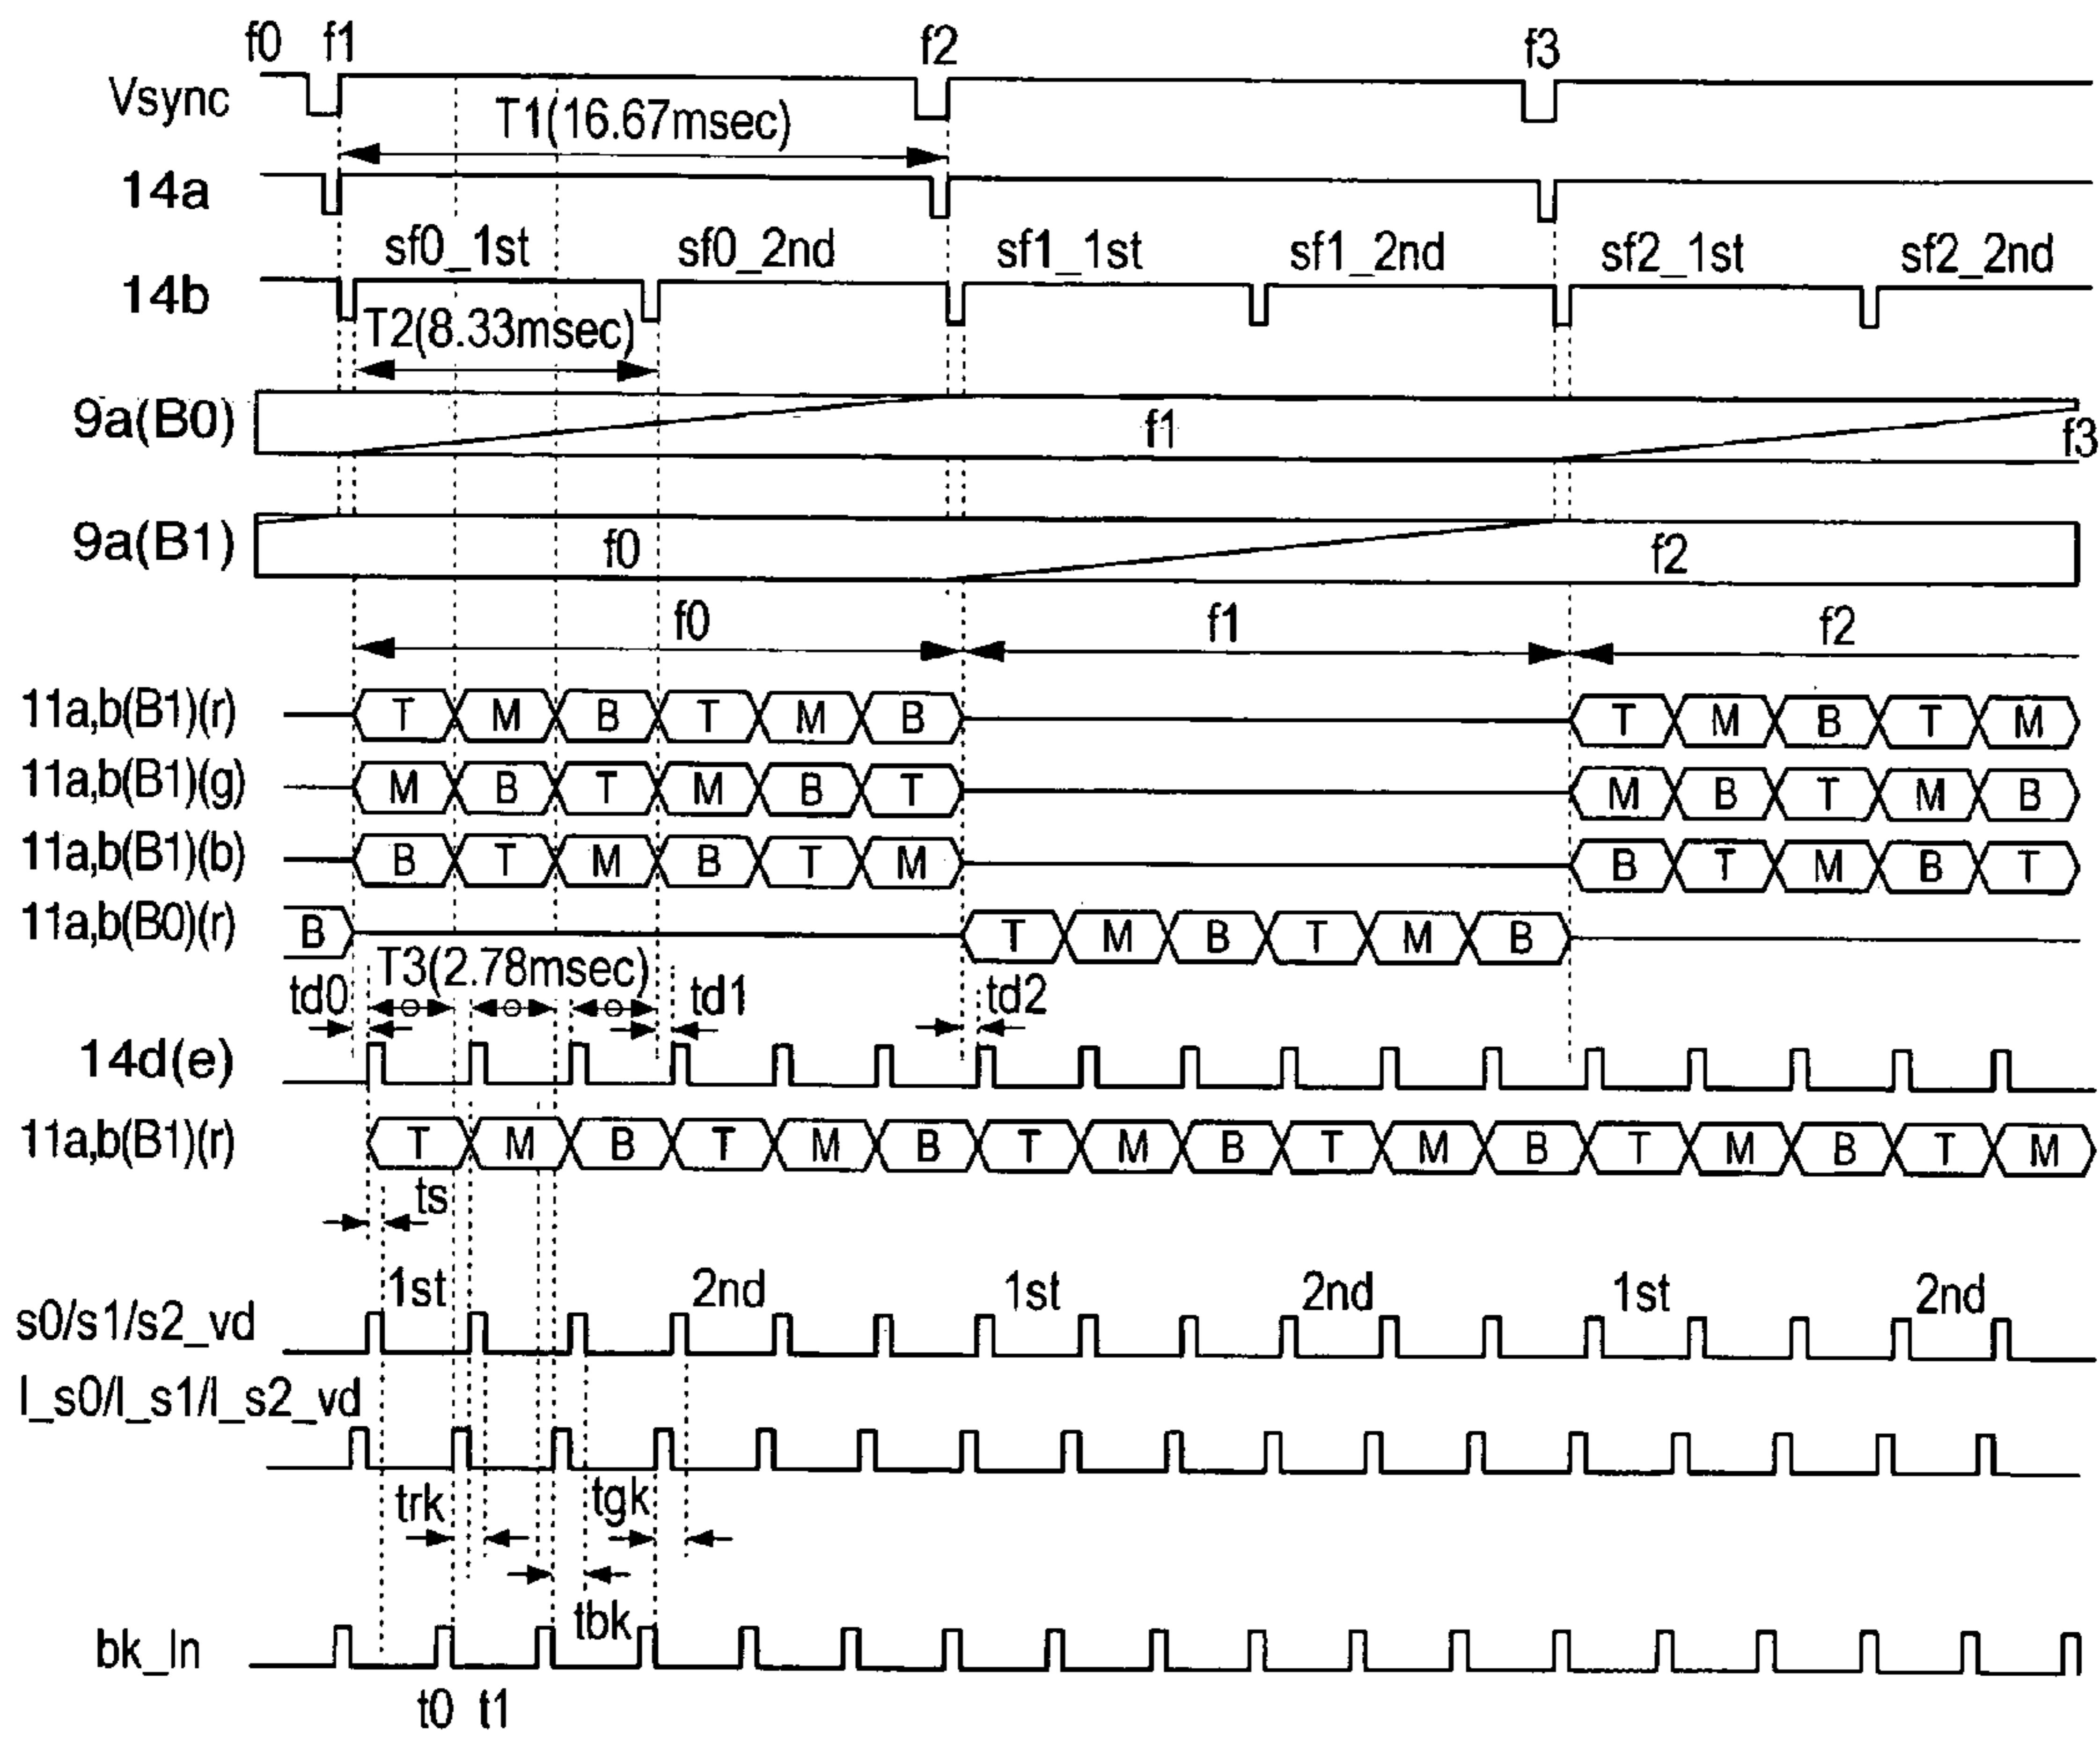 f0 f1 f2 f3
Vsync
T1(16.67msec)
14a
sf0_1st sf0_2nd sf1_1st sf1_2nd sf2_1st sf2_2nd
14b
T2(8.33msec)
9a(B0) f1 f3
9a(B1) f0 f2
f0 f1 f2
11a,b(B1)(r) T M B T M B T M B T M
11a,b(B1)(g) M B T M B T M B T M B
11a,b(B1)(b) B T M B T M B T M B T
11a,b(B0)(r) B T M B T M B
T3(2.78msec)
td0 td1 td2
14d(e)
11a,b(B1)(r) T M B T M B T M B T M B T M B T M
ts
1st 2nd 1st 2nd 1st 2nd
s0/s1/s2_vd
l_s0/l_s1/l_s2_vd
trk tgk
tbk
bk_ln
t0 t1